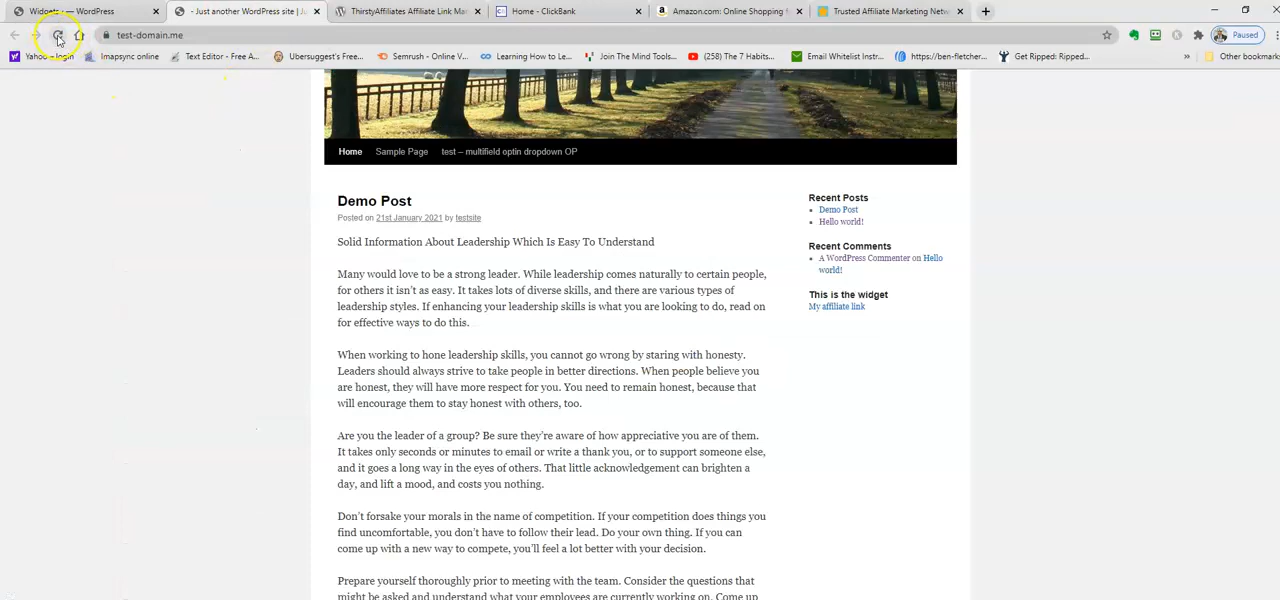 Widgets — WordPress
- Just another WordPress site | Ju
ThirstyAffiliates Affiliate Link Ma
Home - ClickBank
Amazon.com: Online Shopping
Trusted Affiliate Marketing Netw
test-domain.me
Paused
Yahoo – login
Imapsync online
Text Editor - Free A...
Ubersuggest's Free...
Semrush - Online V...
Learning How to Le...
Join The Mind Tools...
(258) The 7 Habits...
Email Whitelist Instr...
https://ben-fletcher...
Get Ripped: Ripped...
»
Other bookmark
Home
Sample Page
test – multifield optin dropdown OP
Demo Post
Posted on 21st January 2021 by testsite
Solid Information About Leadership Which Is Easy To Understand
Many would love to be a strong leader. While leadership comes naturally to certain people,
for others it isn't as easy. It takes lots of diverse skills, and there are various types of
leadership styles. If enhancing your leadership skills is what you are looking to do, read on
for effective ways to do this.
When working to hone leadership skills, you cannot go wrong by staring with honesty.
Leaders should always strive to take people in better directions. When people believe you
are honest, they will have more respect for you. You need to remain honest, because that
will encourage them to stay honest with others, too.
Are you the leader of a group? Be sure they're aware of how appreciative you are of them.
It takes only seconds or minutes to email or write a thank you, or to support someone else,
and it goes a long way in the eyes of others. That little acknowledgement can brighten a
day, and lift a mood, and costs you nothing.
Don't forsake your morals in the name of competition. If your competition does things you
find uncomfortable, you don't have to follow their lead. Do your own thing. If you can
come up with a new way to compete, you'll feel a lot better with your decision.
Prepare yourself thoroughly prior to meeting with the team. Consider the questions that
might be asked and understand what your employees are currently working on. Come up
Recent Posts
Demo Post
Hello world!
Recent Comments
A WordPress Commenter on Hello
world!
This is the widget
My affiliate link